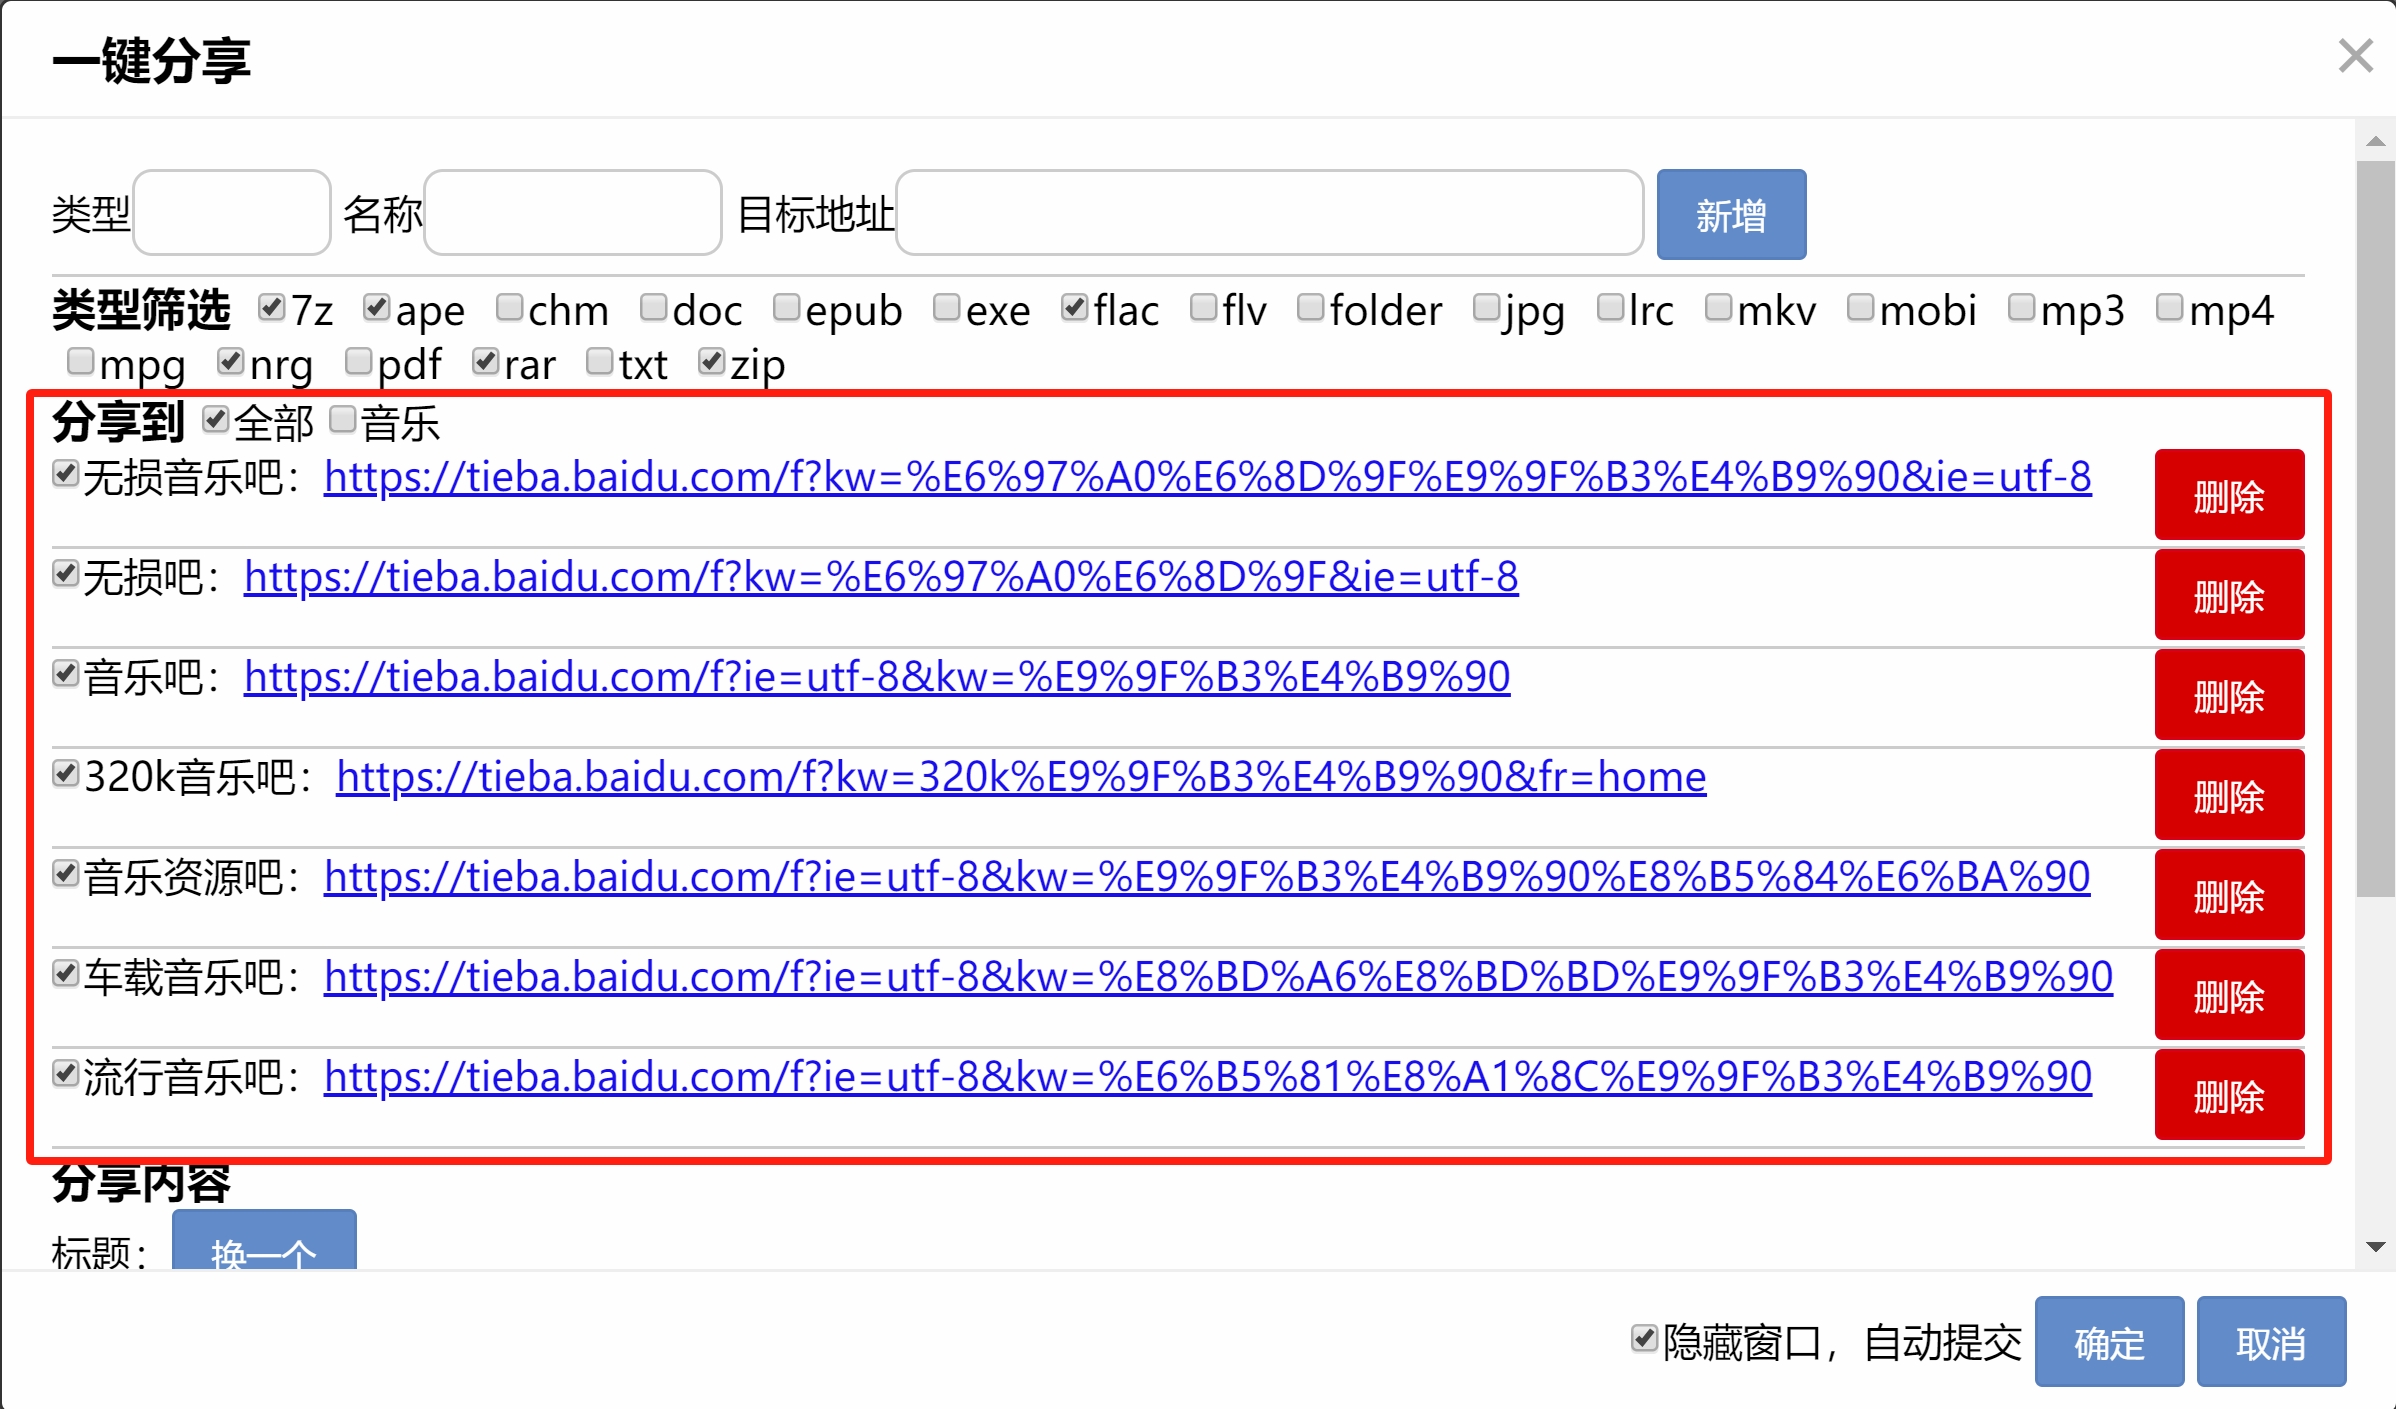 一键分享
类型 名称 目标地址 新增
类型筛选 7z ape chm doc epub exe flac flv folder jpg lrc mkv mobi mp3 mp4
mpg nrg pdf rar txt zip
分享到 全部 音乐
无损音乐吧：https://tieba.baidu.com/f?kw=%E6%97%A0%E6%8D%9F%E9%9F%B3%E4%B9%90&ie=utf-8 删除
无损吧：https://tieba.baidu.com/f?kw=%E6%97%A0%E6%8D%9F&ie=utf-8 删除
音乐吧：https://tieba.baidu.com/f?ie=utf-8&kw=%E9%9F%B3%E4%B9%90 删除
320k音乐吧：https://tieba.baidu.com/f?kw=320k%E9%9F%B3%E4%B9%90&fr=home 删除
音乐资源吧：https://tieba.baidu.com/f?ie=utf-8&kw=%E9%9F%B3%E4%B9%90%E8%B5%84%E6%BA%90 删除
车载音乐吧：https://tieba.baidu.com/f?ie=utf-8&kw=%E8%BD%A6%E8%BD%BD%E9%9F%B3%E4%B9%90 删除
流行音乐吧：https://tieba.baidu.com/f?ie=utf-8&kw=%E6%B5%81%E8%A1%8C%E9%9F%B3%E4%B9%90 删除
分享内容
标题： 换一个
隐藏窗口，自动提交 确定 取消